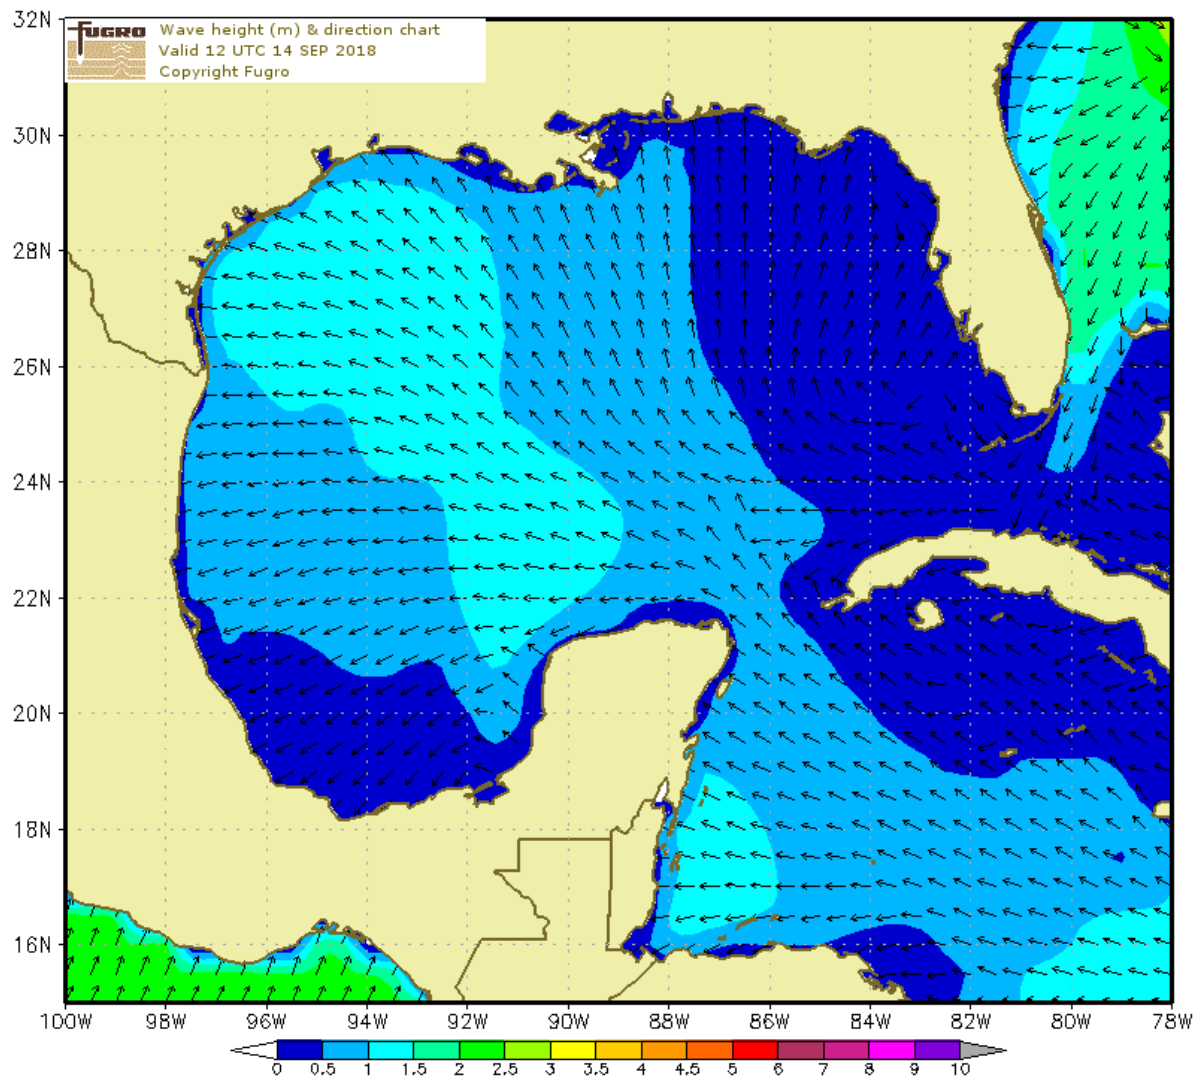 FUGRO
Wave height (m) & direction chart
Valid 12 UTC 14 SEP 2018
Copyright Fugro
32N
30N
28N
26N
24N
22N
20N
18N
16N
100W 98W 96W 94W 92W 90W 88W 86W 84W 82W 80W 78W
0 0.5 1 1.5 2 2.5 3 3.5 4 4.5 5 6 7 8 9 10